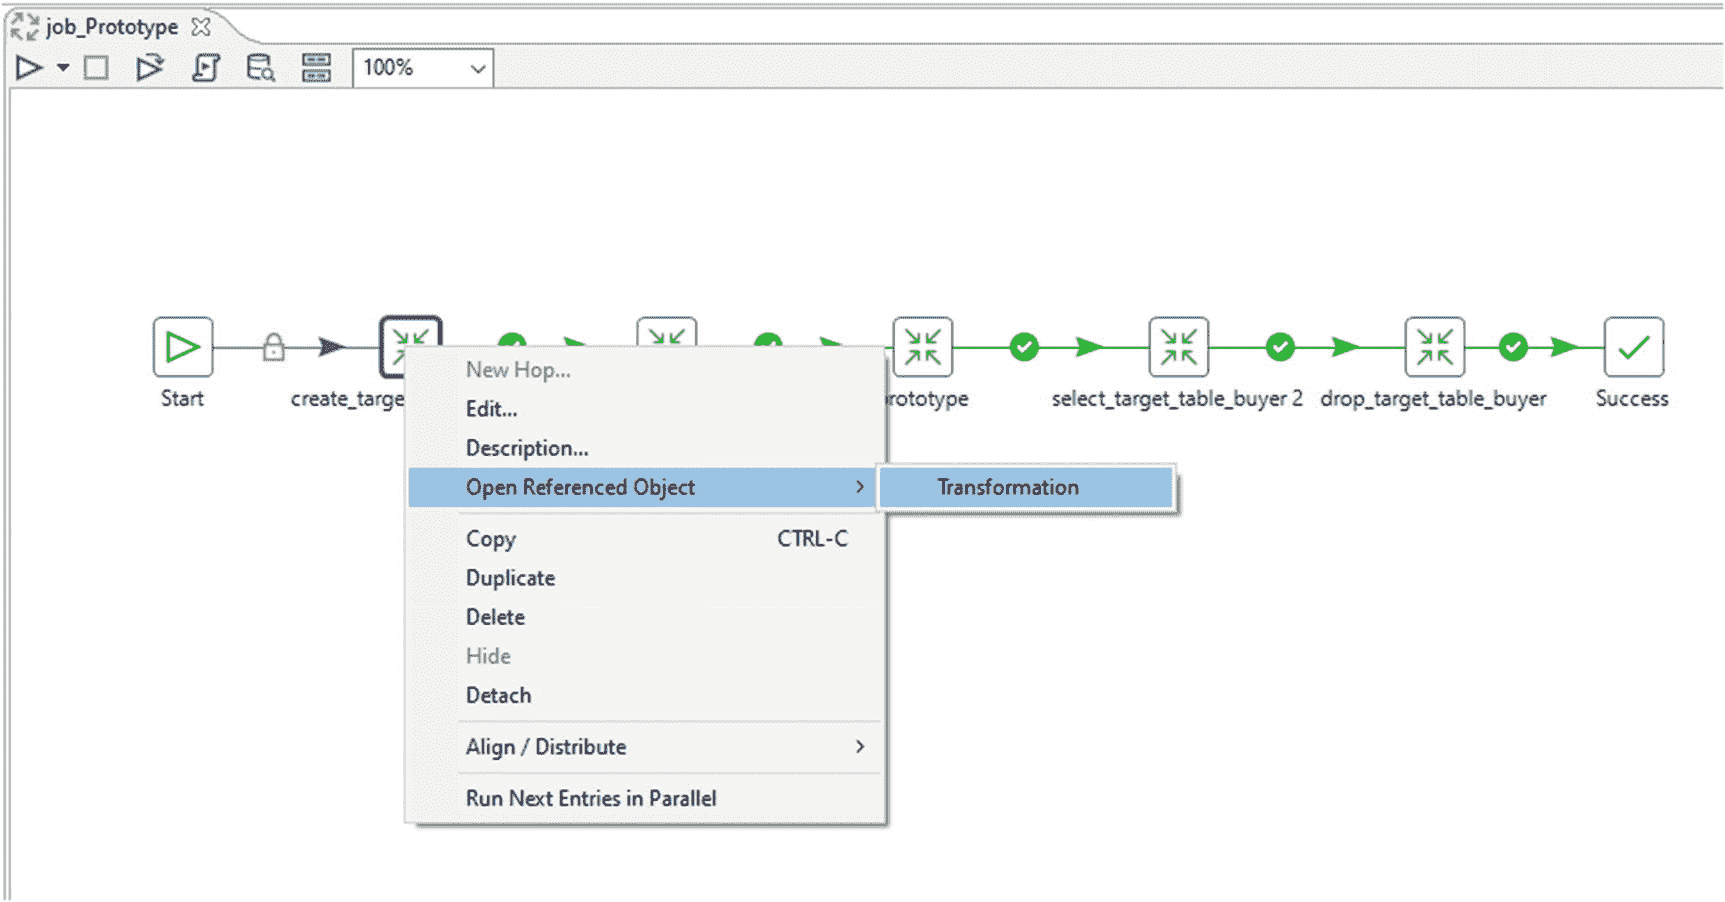 job_Prototype
100%
Start
create_targe
rototype
select_target_table_buyer 2
drop_target_table_buyer
Success
New Hop...
Edit...
Description...
Open Referenced Object
Transformation
Copy CTRL-C
Duplicate
Delete
Hide
Detach
Align / Distribute
Run Next Entries in Parallel